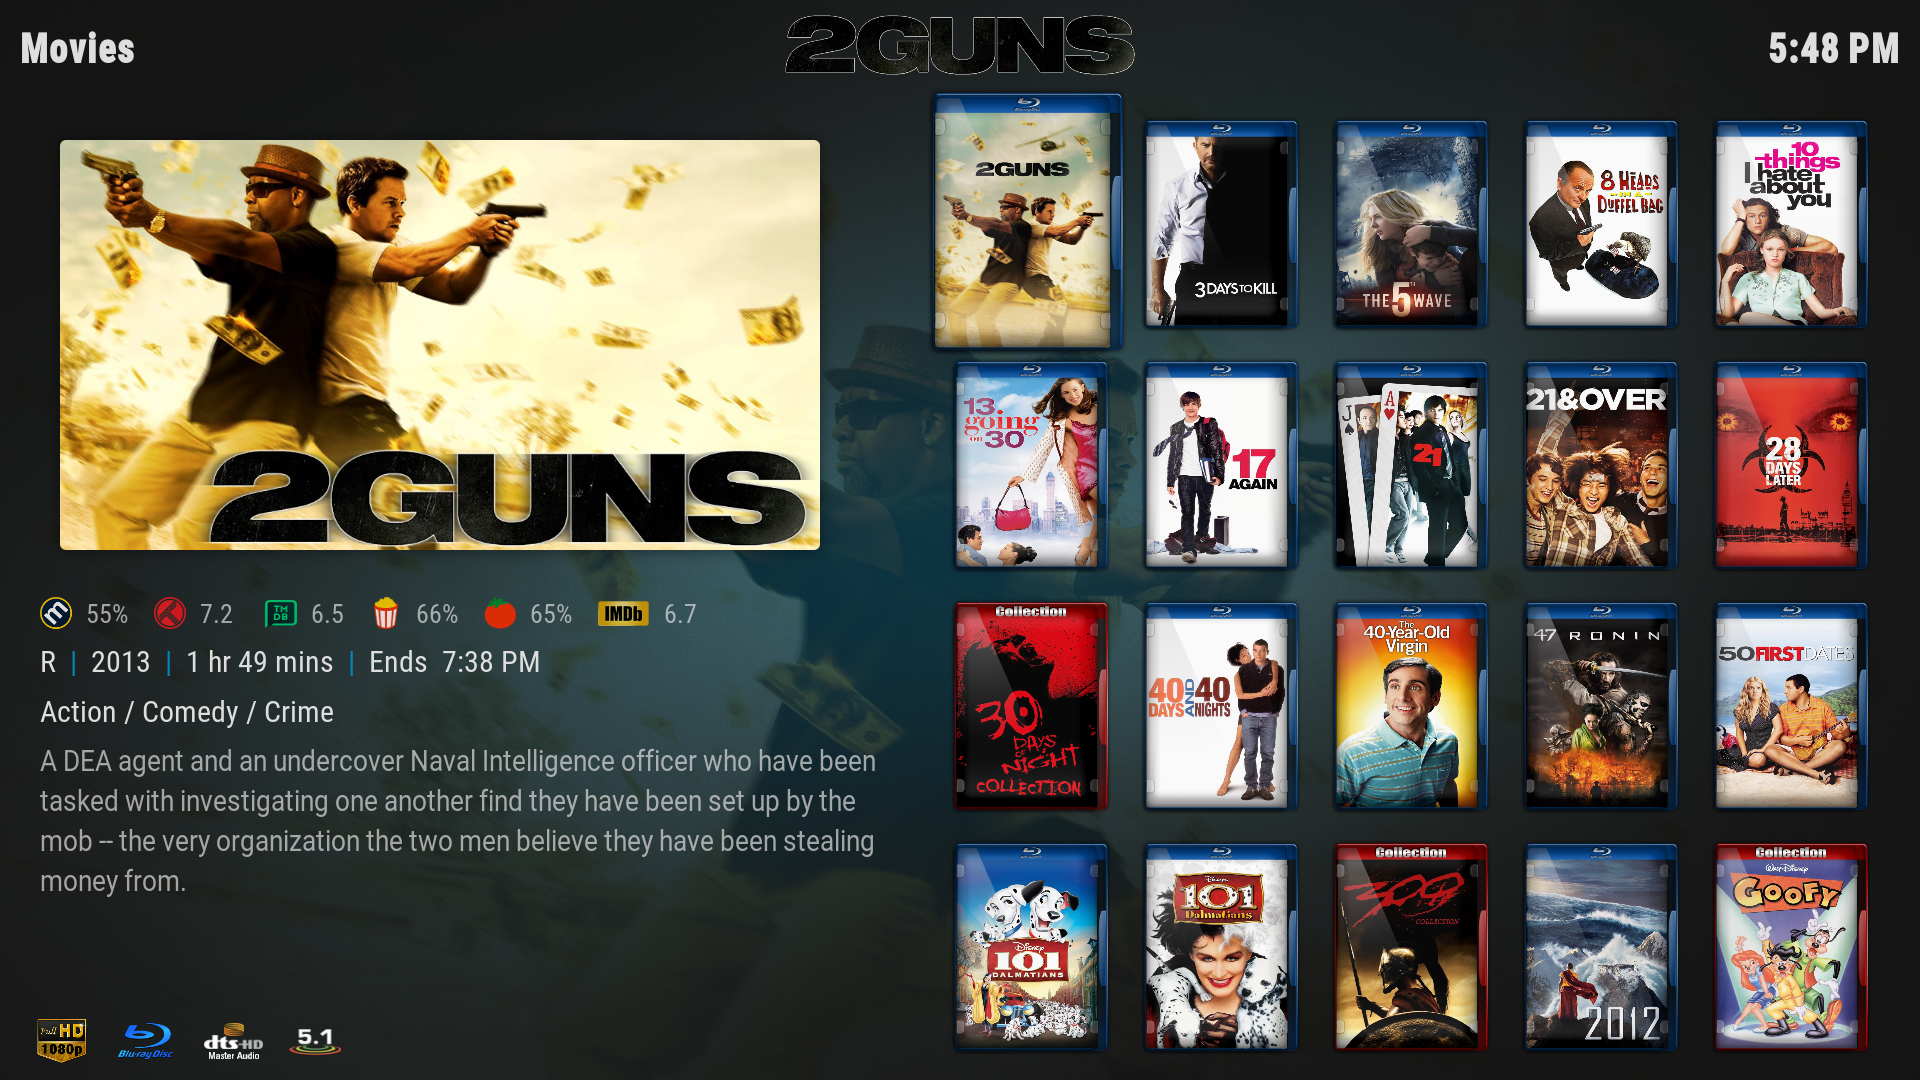 Movies
2GUNS
5:48 PM
2GUNS
55% 7.2 TMDB 6.5 66% 65% IMDb 6.7
R | 2013 | 1 hr 49 mins | Ends 7:38 PM
Action / Comedy / Crime
A DEA agent and an undercover Naval Intelligence officer who have been
tasked with investigating one another find they have been set up by the
mob -- the very organization the two men believe they have been stealing
money from.
Full HD
1080p
Blu-ray Disc
dts-HD
Master Audio
5.1
2GUNS
3 DAYS TO KILL
THE 5TH WAVE
8 HEADS
IN A
DUFFEL BAG
10
things
I hate
about
you
13.
going
on
30
17
AGAIN
J
A
21
21&OVER
28
DAYS
LATER
Collection
30
DAYS
OF
NIGHT
COLLECTION
40 AND 40
DAYS NIGHTS
The
40-Year-Old
Virgin
47 RONIN
50 FIRST DATES
Disney
101
DALMATIANS
Disney
101
Dalmatians
Collection
300
COLLECTION
2012
Collection
Walt Disney
GOOFY